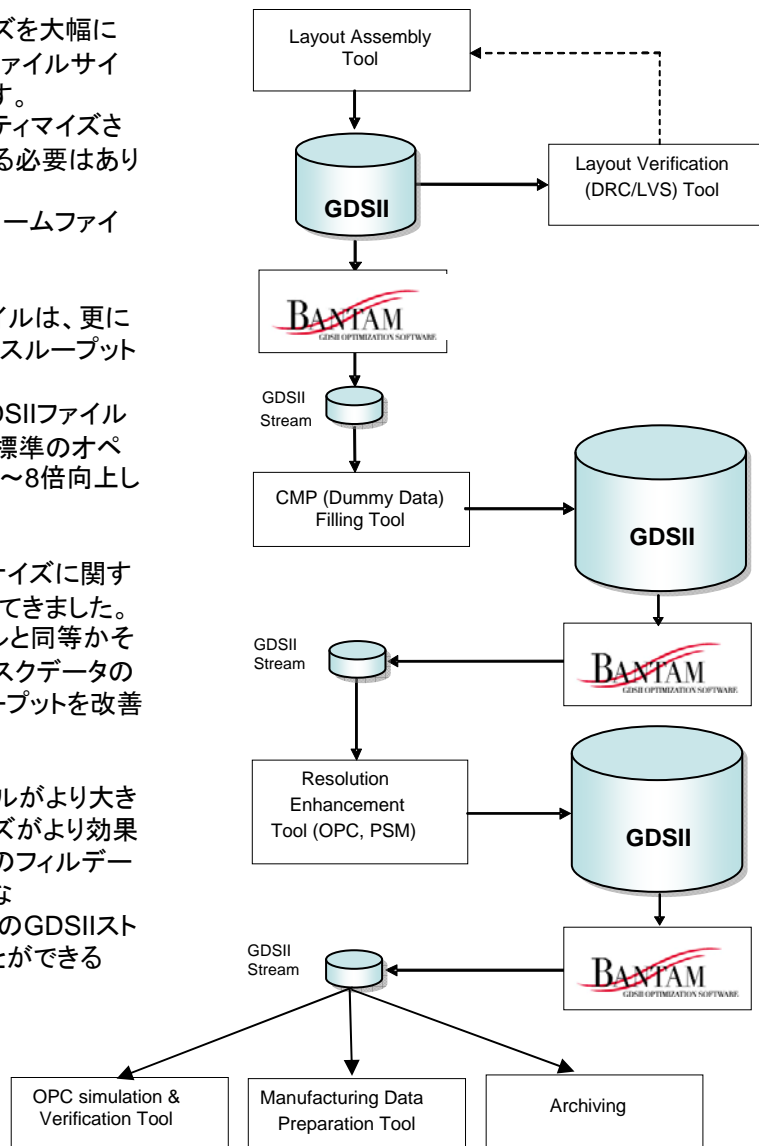 ズを大幅に
ァイルサイ
す。
ティマイズさ
る必要はあり
ームファイ
イルは、更に
スループット
DSIIファイル
標準のオペ
～8倍向上し
サイズに関す
てきました。
ルと同等かそ
スクデータの
ープットを改善
ルがより大き
ズがより効果
のフィルデー
な
のGDSIIスト
とができる
Layout Assembly
Tool
Layout Verification
(DRC/LVS) Tool
GDSII
BANTAM
GDSII OPTIMIZATION SOFTWARE
GDSII
Stream
CMP (Dummy Data)
Filling Tool
GDSII
BANTAM
GDSII OPTIMIZATION SOFTWARE
GDSII
Stream
Resolution
Enhancement
Tool (OPC, PSM)
GDSII
BANTAM
GDSII OPTIMIZATION SOFTWARE
GDSII
Stream
OPC simulation &
Verification Tool
Manufacturing Data
Preparation Tool
Archiving